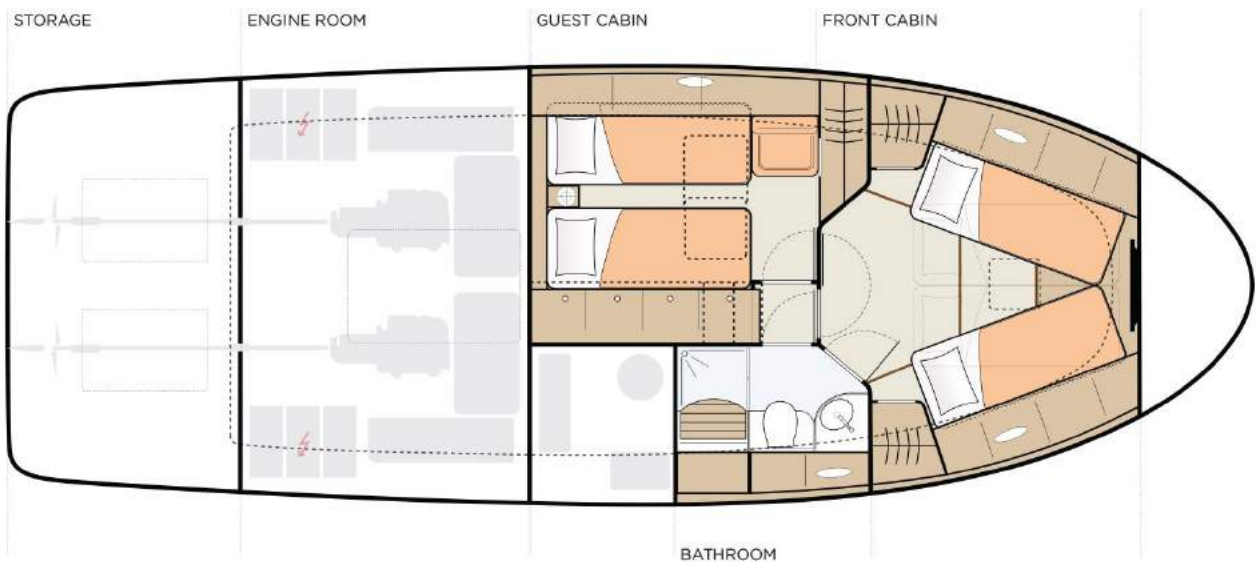 STORAGE
ENGINE ROOM
GUEST CABIN
FRONT CABIN
BATHROOM